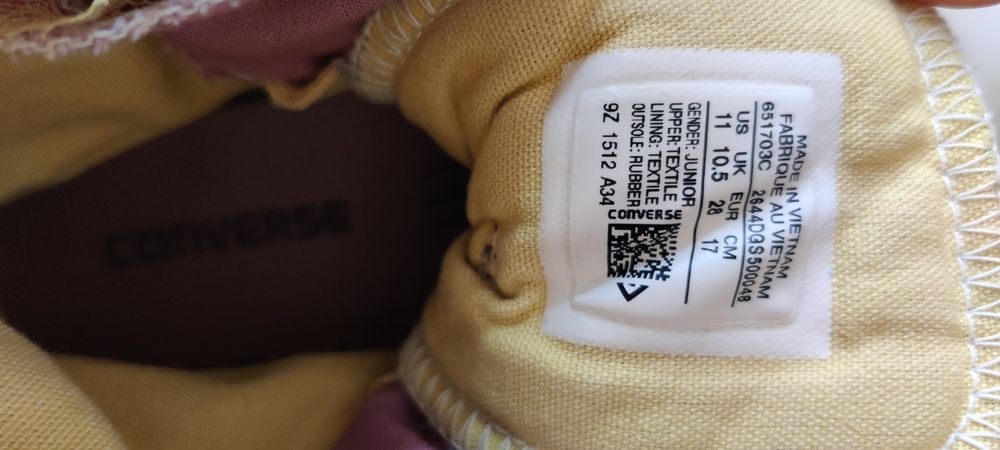 MADE IN VIETNAM
FABRIQUE AU VIETNAM
651703C 2644DGS500048
US UK EUR CM
11 10.5 28 17
GENDER: JUNIOR
UPPER: TEXTILE
LINING: TEXTILE
OUTSOLE: RUBBER
9Z 1512 A34
CONVERSE
CONVERSE